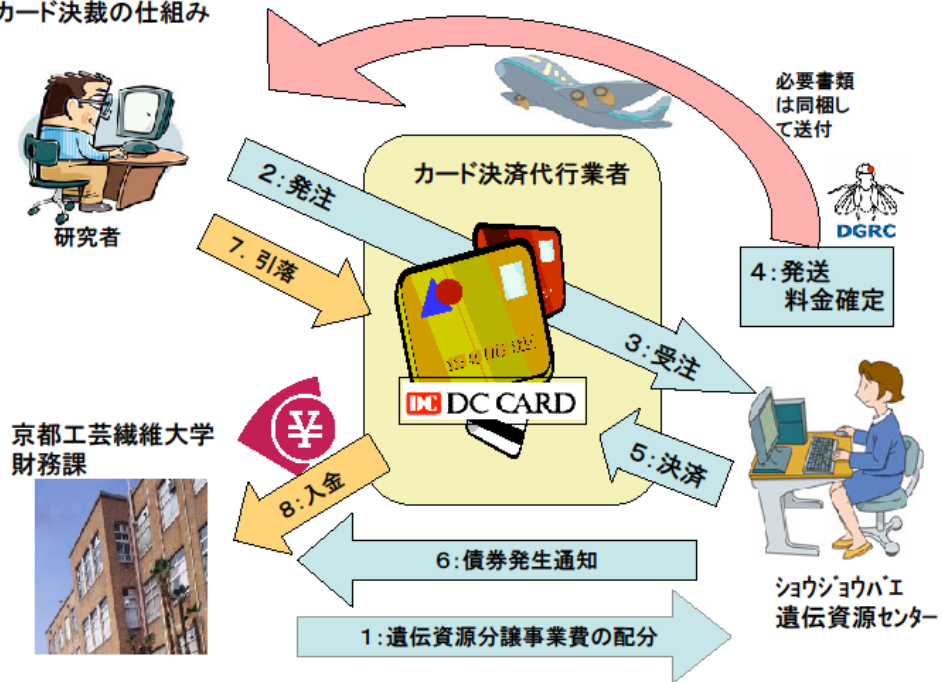 カード決裁の仕組み
必要書類
は同梱し
て送付
カード決済代行業者
2:発注
研究者
DGRC
7. 引落
4:発送
料金確定
3:受注
DC DC CARD
京都工芸繊維大学
財務課
¥
5:決済
8:入金
6:債券発生通知
ショウジョウバエ
遺伝資源センター
1:遺伝資源分譲事業費の配分